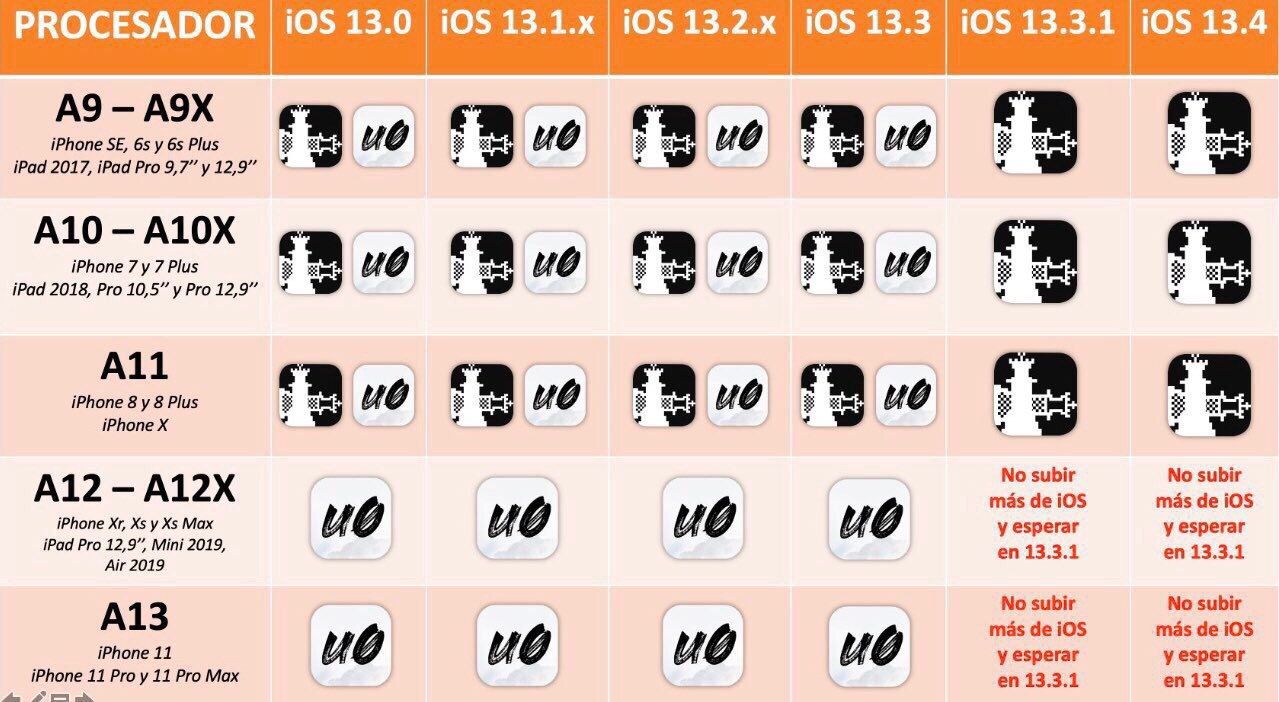 PROCESADOR iOS 13.0 iOS 13.1.x iOS 13.2.x iOS 13.3 iOS 13.3.1 iOS 13.4
A9 – A9X
iPhone SE, 6s y 6s Plus
iPad 2017, iPad Pro 9,7’’ y 12,9’’
u0 u0 u0 u0
A10 – A10X
iPhone 7 y 7 Plus
iPad 2018, Pro 10,5’’ y Pro 12,9’’
u0 u0 u0 u0
A11
iPhone 8 y 8 Plus
iPhone X
u0 u0 u0 u0
A12 – A12X
iPhone Xr, Xs y Xs Max
iPad Pro 12,9’’, Mini 2019,
Air 2019
u0 u0 u0 u0
No subir
más de iOS
y esperar
en 13.3.1
No subir
más de iOS
y esperar
en 13.3.1
A13
iPhone 11
iPhone 11 Pro y 11 Pro Max
u0 u0 u0 u0
No subir
más de iOS
y esperar
en 13.3.1
No subir
más de iOS
y esperar
en 13.3.1